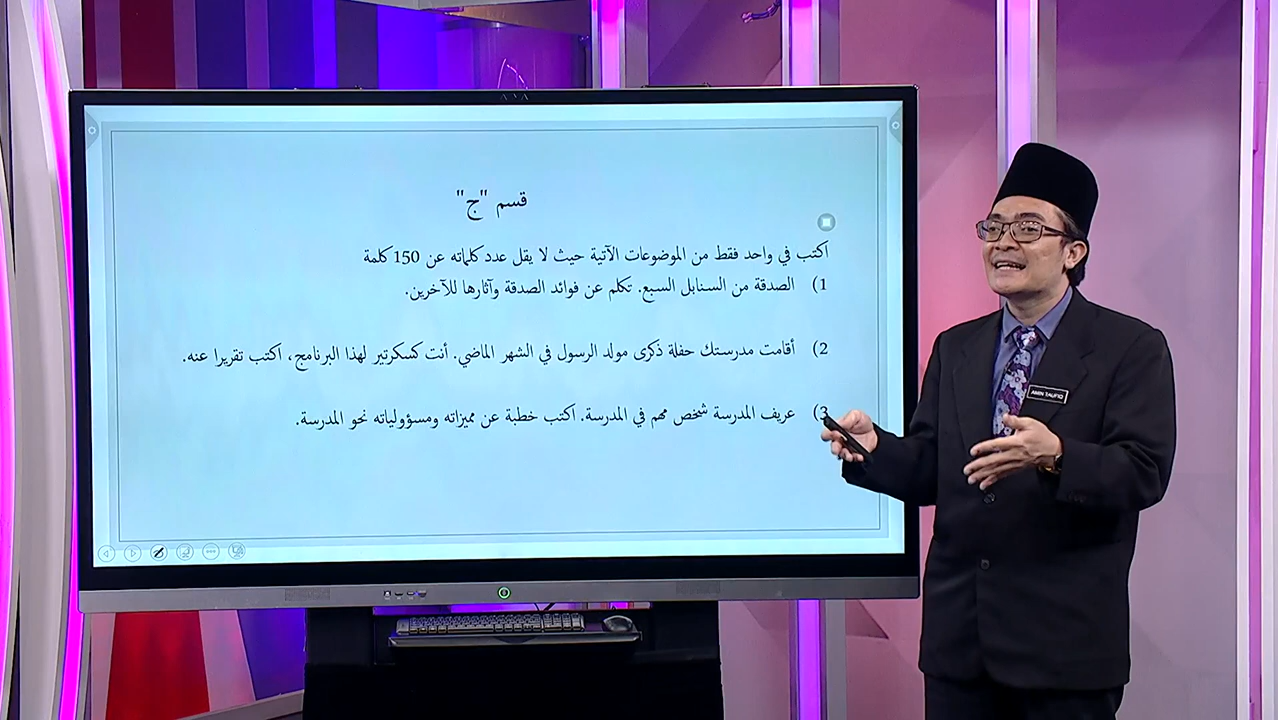 قسم "ج"
اكتب في واحد فقط من الموضوعات الآتية حيث لا يقل عدد كلماته عن 150 كلمة
1) الصدقة من السنابل السبع. تكلم عن فوائد الصدقة وآثارها للآخرين.
2) أقامت مدرستك حفلة ذكرى مولد الرسول في الشهر الماضي. أنت كسكرتير لهذا البرنامج، اكتب تقريرا عنه.
3) عريف المدرسة شخص مهم في المدرسة. اكتب خطبة عن مميزاته ومسؤولياته نحو المدرسة.
AMIN TAUFIQ